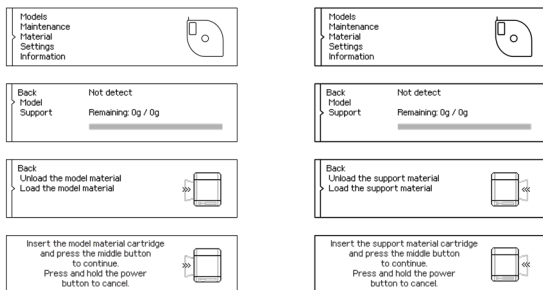 Models
Maintenance
Material
Settings
Information
Back
Not detect
Model
Support
Remaining: 0g / 0g
Back
Unload the model material
Load the model material
Insert the model material cartridge
and press the middle button
to continue.
Press and hold the power
button to cancel.
Models
Maintenance
Material
Settings
Information
Back
Not detect
Model
Support
Remaining: 0g / 0g
Back
Unload the support material
Load the support material
Insert the support material cartridge
and press the middle button
to continue.
Press and hold the power
button to cancel.